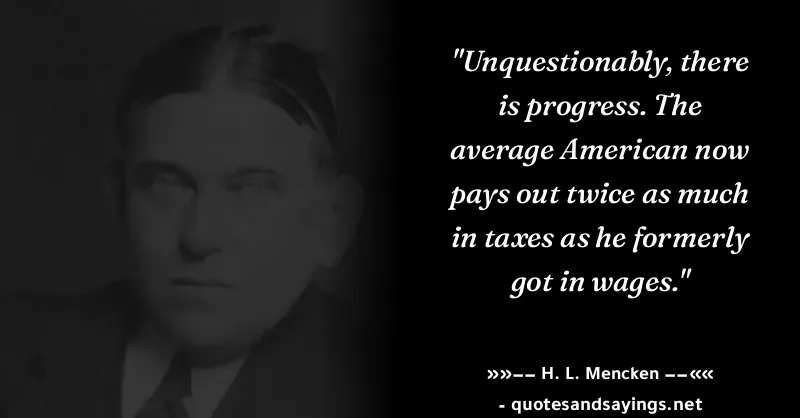 "Unquestionably, there
is progress. The
average American now
pays out twice as much
in taxes as he formerly
got in wages."
»»–– H. L. Mencken ––««
- quotesandsayings.net